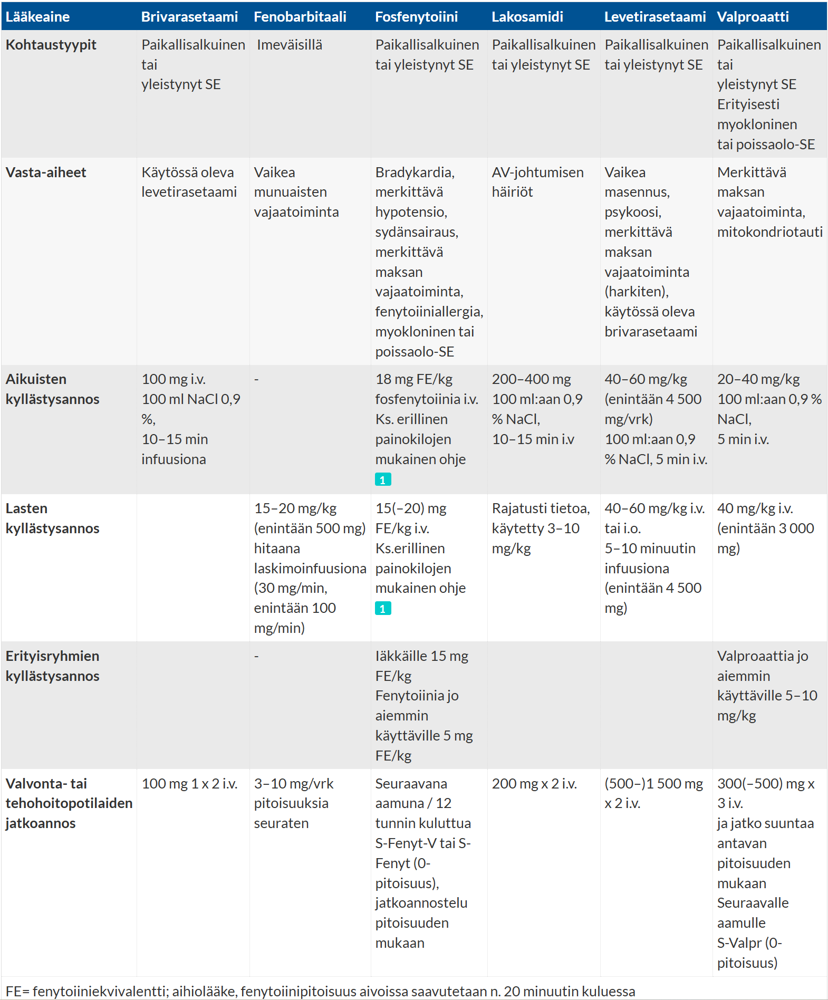 Lääkeaine Brivarasetaami Fenobarbitaali Fosfenytoiini Lakosamidi Levetirasetaami Valproaatti
Kohtaustyypit
Paikallisalkuinen
tai
yleistynyt SE
Imeväisillä
Paikallisalkuinen
tai yleistynyt SE
Paikallisalkuinen
tai yleistynyt SE
Paikallisalkuinen
tai yleistynyt SE
Paikallisalkuinen
tai
yleistynyt SE
Erityisesti
myokloninen
tai poissaolo-SE
Vasta-aiheet
Käytössä oleva
levetirasetaami
Vaikea
munuaisten
vajaatoiminta
Bradykardia,
merkittävä
hypotensio,
sydänsairaus,
merkittävä
maksan
vajaatoiminta,
fenytoiiniallergia,
myokloninen tai
poissaolo-SE
AV-johtumisen
häiriöt
Vaikea
masennus,
psykoosi,
merkittävä
maksan
vajaatoiminta
(harkiten),
käytössä oleva
brivarasetaami
Merkittävä
maksan
vajaatoiminta,
mitokondriotauti
Aikuisten
kyllästysannos
100 mg i.v.
100 ml NaCl 0,9
%,
10–15 min
infuusiona
-
18 mg FE/kg
fosfenytoiinia i.v.
Ks. erillinen
painokilojen
mukainen ohje
1
200–400 mg
100 ml:aan 0,9
% NaCl,
10–15 min i.v
40–60 mg/kg
(enintään 4 500
mg/vrk)
100 ml:aan 0,9
% NaCl, 5 min i.v.
20–40 mg/kg
100 ml:aan 0,9 %
NaCl,
5 min i.v.
Lasten
kyllästysannos
15–20 mg/kg
(enintään 500 mg)
hitaana
laskimoinfuusiona
(30 mg/min,
enintään 100
mg/min)
15(–20) mg
FE/kg i.v.
Ks.erillinen
painokilojen
mukainen ohje
1
Rajatusti tietoa,
käytetty 3–10
mg/kg
40–60 mg/kg i.v.
tai i.o.
5–10 minuutin
infuusiona
(enintään 4 500
mg)
40 mg/kg i.v.
(enintään 3 000
mg)
Erityisryhmien
kyllästysannos
-
Iäkkäille 15 mg
FE/kg
Fenytoiinia jo
aiemmin
käyttäville 5 mg
FE/kg
Valproaattia jo
aiemmin
käyttäville 5–10
mg/kg
Valvonta- tai
tehohoitopotilaiden
jatkoannos
100 mg 1 x 2 i.v.
3–10 mg/vrk
pitoisuuksia
seuraten
Seuraavana
aamuna / 12
tunnin kuluttua
S-Fenyt-V tai S-
Fenyt (0-
pitoisuus),
jatkoannostelu
pitoisuuden
mukaan
200 mg x 2 i.v.
(500–)1 500 mg
x 2 i.v.
300(–500) mg x
3 i.v.
ja jatko suuntaa
antavan
pitoisuuden
mukaan
Seuraavalle
aamulle
S-Valpr (0-
pitoisuus)
FE= fenytoiiniekvivalentti; aihiolääke, fenytoiinipitoisuus aivoissa saavutetaan n. 20 minuutin kuluessa